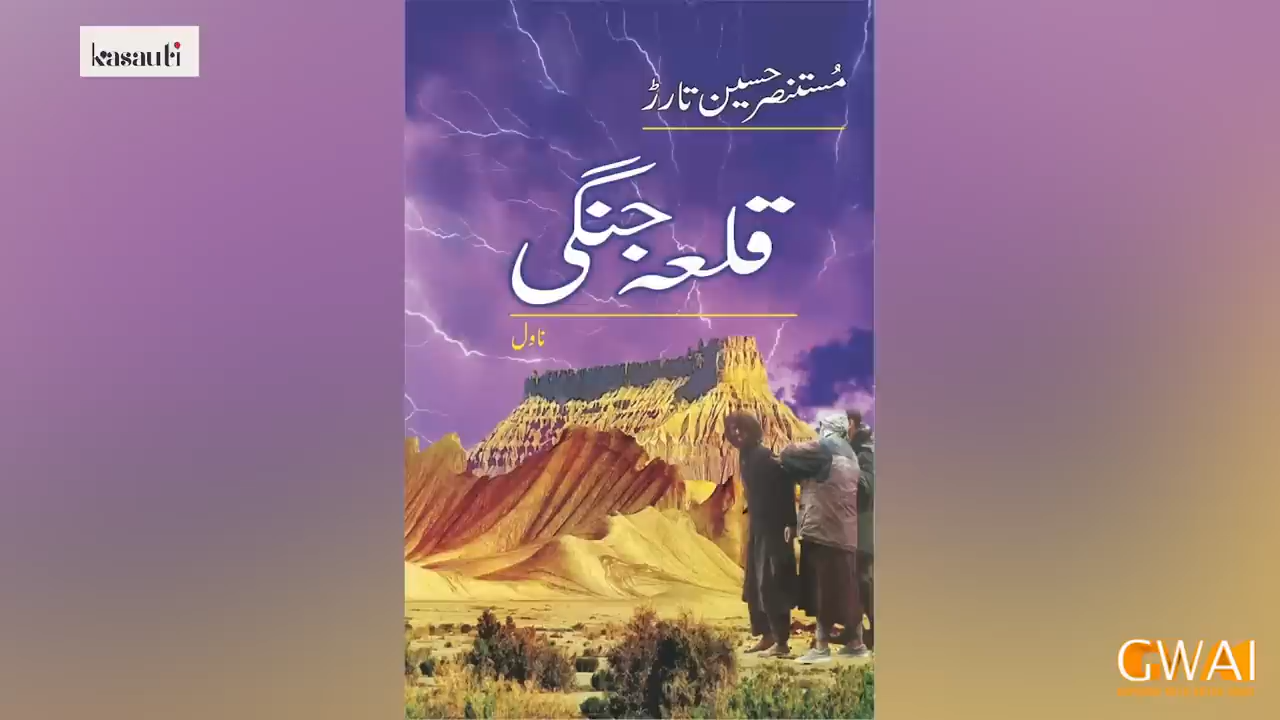 kasauti
مُستنصر حسین تارڑ
قلعہ جنگی
ناول
GWAI